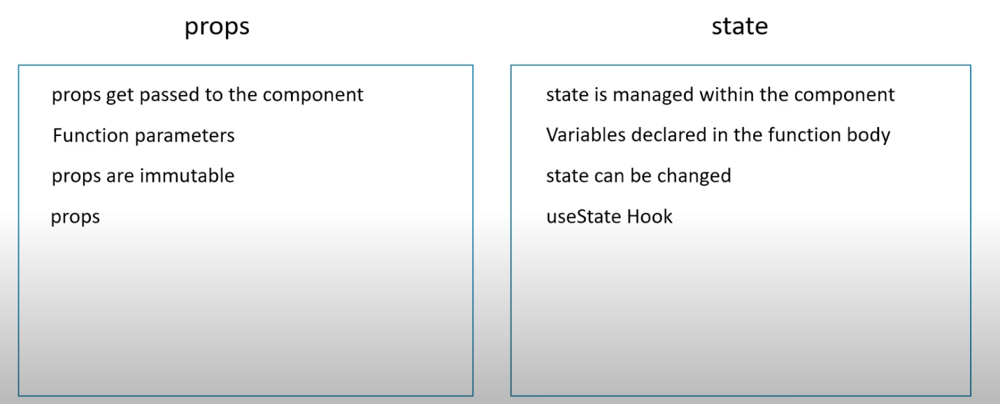 props
props get passed to the component
Function parameters
props are immutable
props
state
state is managed within the component
Variables declared in the function body
state can be changed
useState Hook